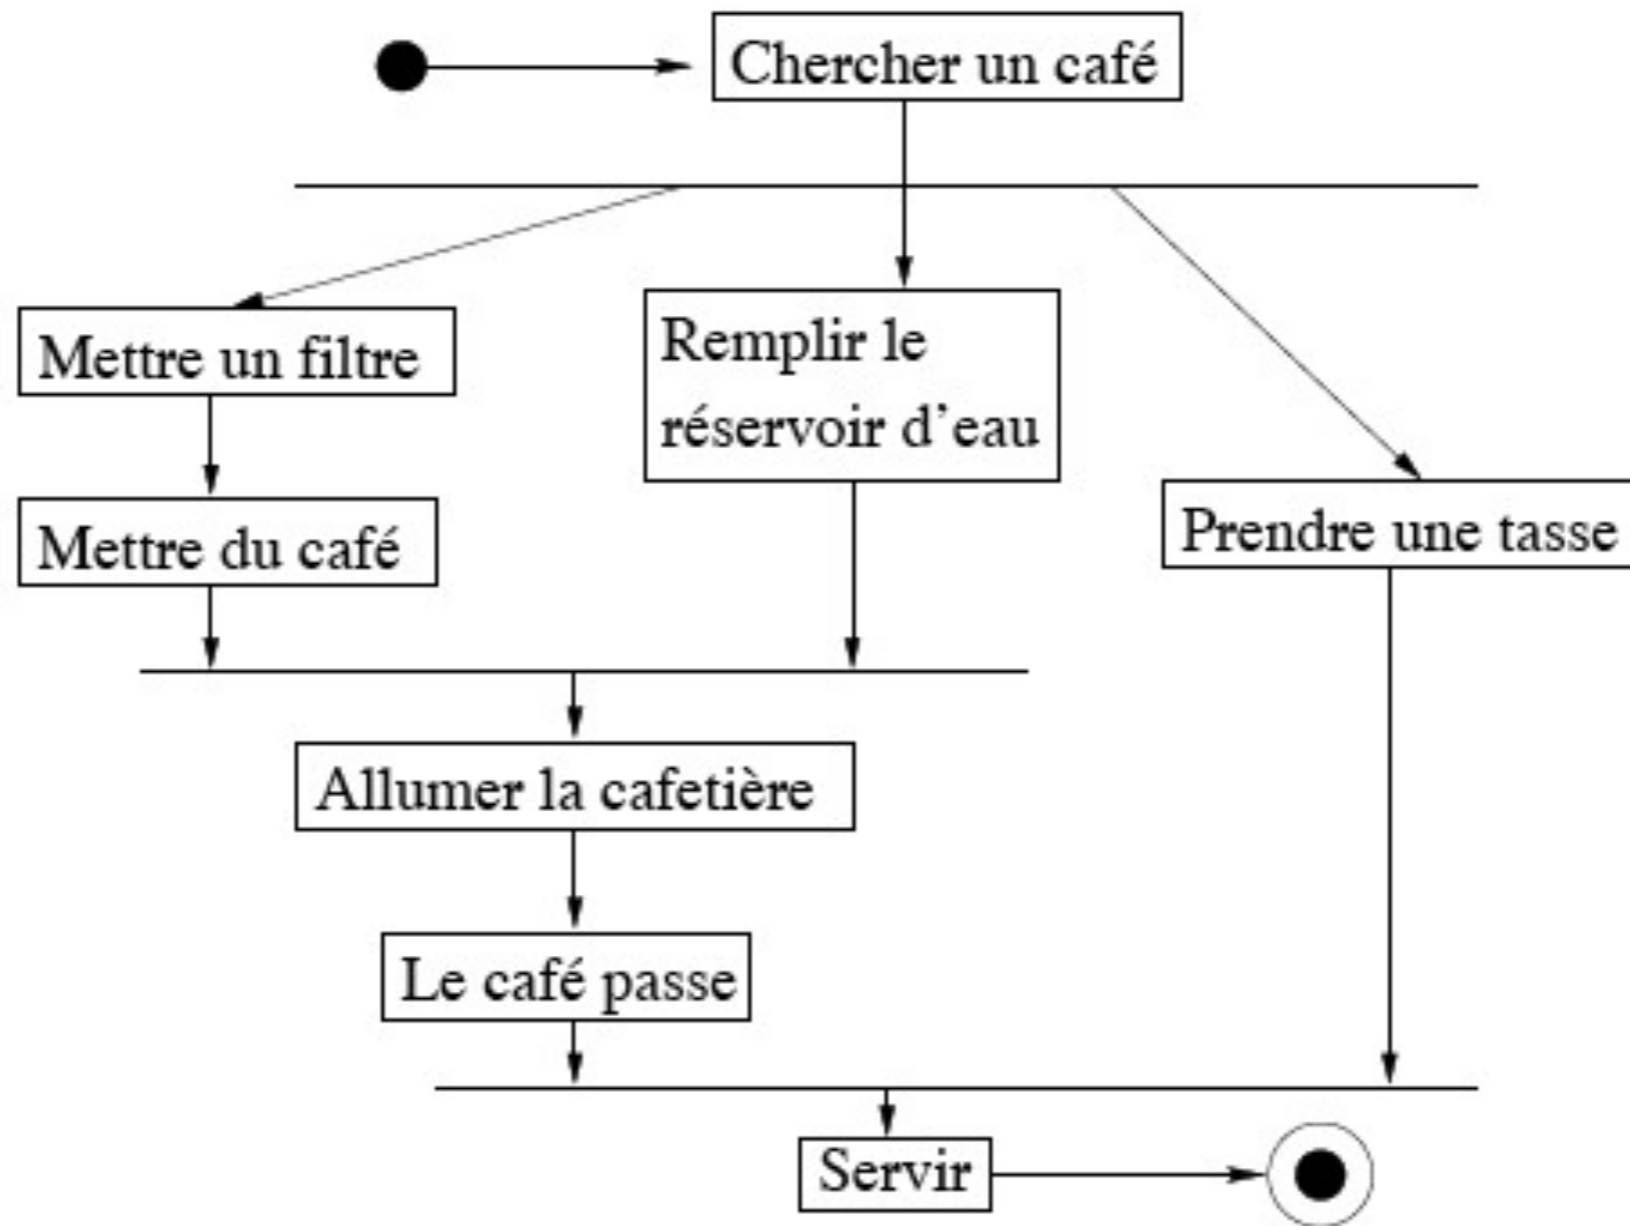 Chercher un café
Mettre un filtre
Remplir le
réservoir d’eau
Mettre du café
Prendre une tasse
Allumer la cafetière
Le café passe
Servir